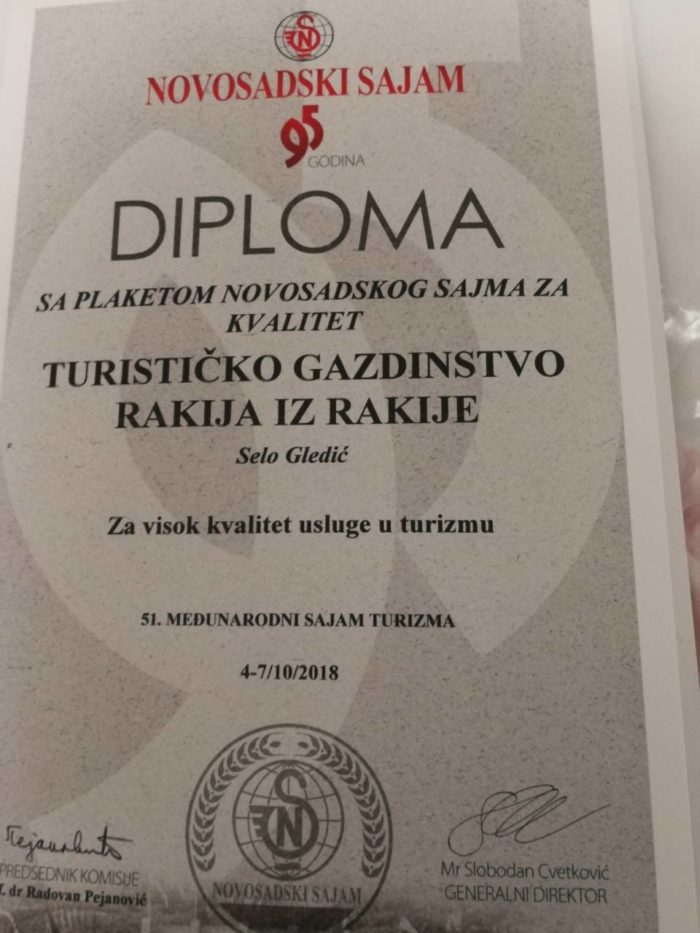 NOVOSADSKI SAJAM
95
GODINA
DIPLOMA
SA PLAKETOM NOVOSADSKOG SAJMA ZA
KVALITET
TURISTIČKO GAZDINSTVO
RAKIJA IZ RAKIJE
Selo Gledić
Za visok kvalitet usluge u turizmu
51. MEĐUNARODNI SAJAM TURIZMA
4-7/10/2018
NOVOSADSKI SAJAM
PREDSEDNIK KOMISIJE
dr Radovan Pejanović
Mr Slobodan Cvetković
GENERALNI DIREKTOR